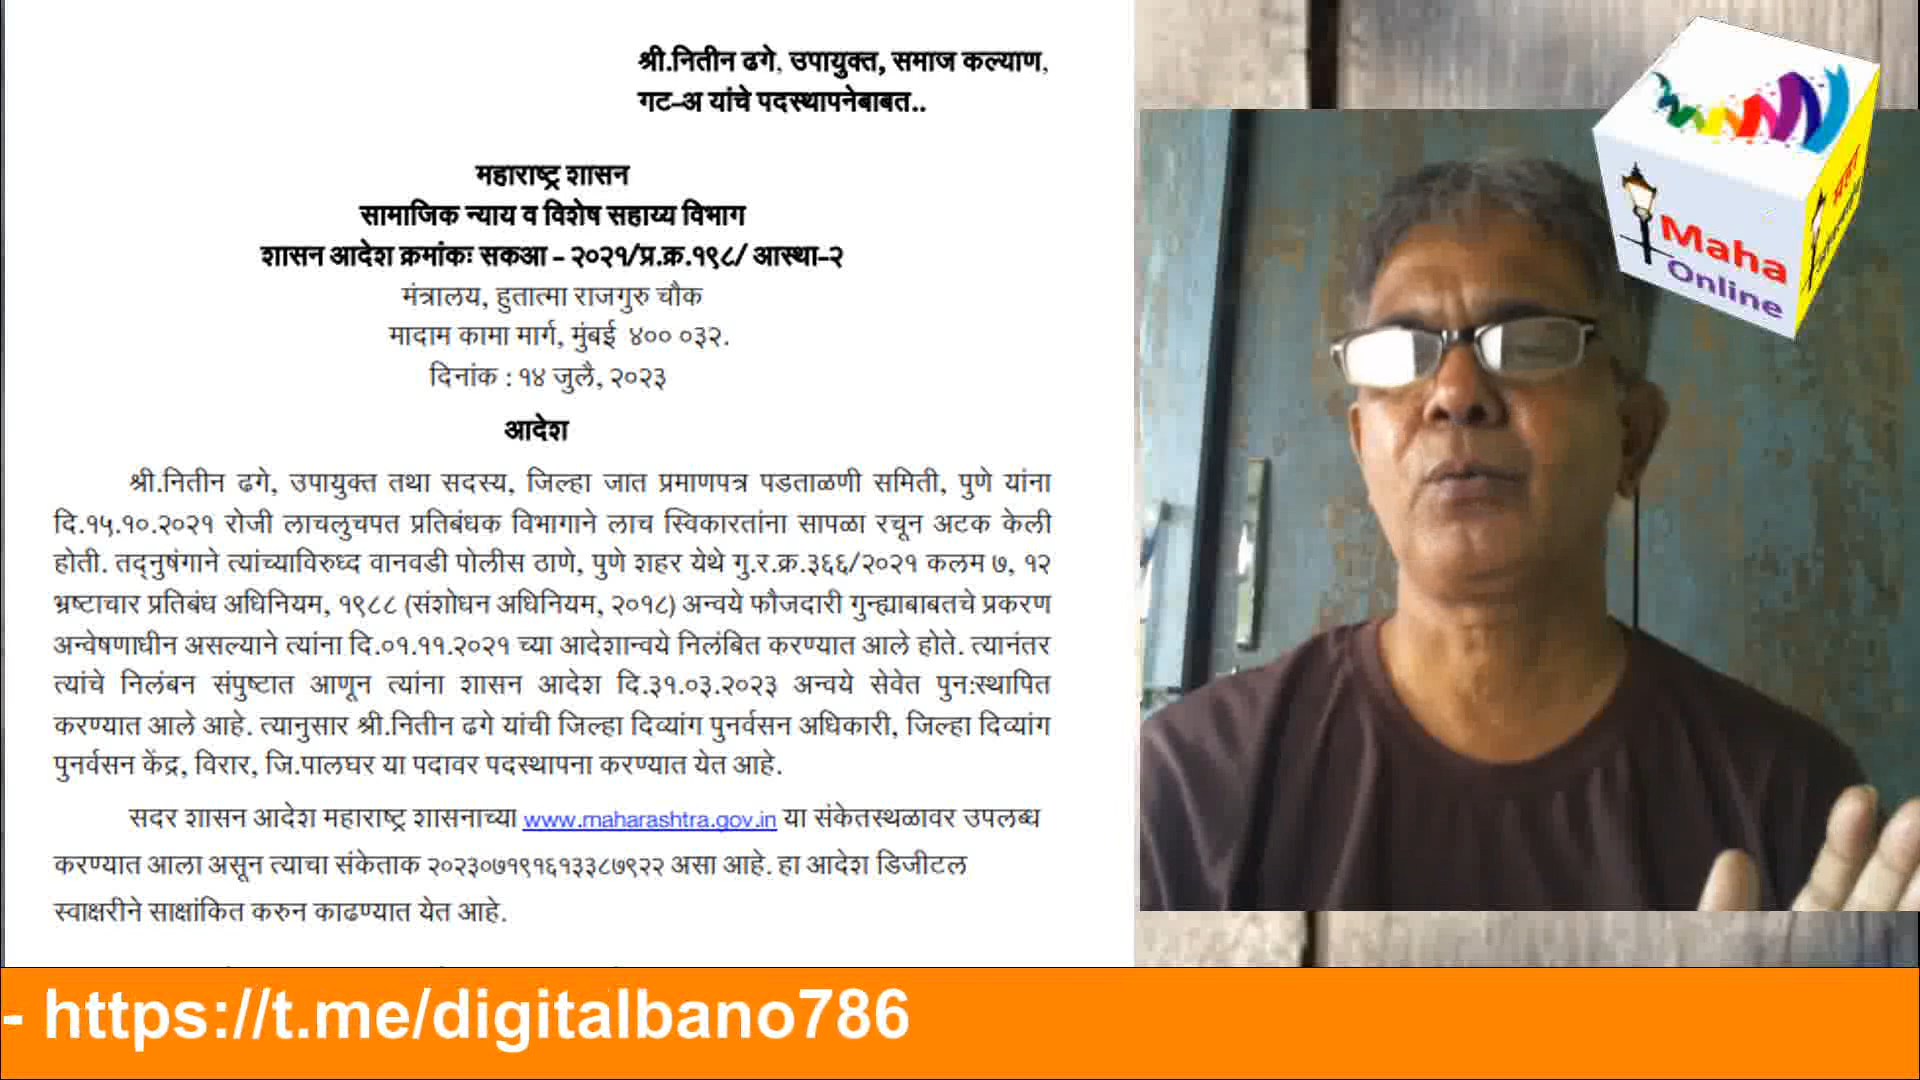 श्री.नितीन ढगे, उपायुक्त, समाज कल्याण,
गट-अ यांचे पदस्थापनेबाबत..
महाराष्ट्र शासन
सामाजिक न्याय व विशेष सहाय्य विभाग
शासन आदेश क्रमांकः सकआ - २०२१/प्र.क्र.१९८/ आस्था-२
मंत्रालय, हुतात्मा राजगुरु चौक
मादाम कामा मार्ग, मुंबई ४०० ०३२.
दिनांक : १४ जुलै, २०२३
आदेश
श्री.नितीन ढगे, उपायुक्त तथा सदस्य, जिल्हा जात प्रमाणपत्र पडताळणी समिती, पुणे यांना
दि.१५.१०.२०२१ रोजी लाचलुचपत प्रतिबंधक विभागाने लाच स्विकारतांना सापळा रचून अटक केली
होती. तद्नुषंगाने त्यांच्याविरुध्द वानवडी पोलीस ठाणे, पुणे शहर येथे गु.र.क्र.३६६/२०२१ कलम ७, १२
भ्रष्टाचार प्रतिबंध अधिनियम, १९८८ (संशोधन अधिनियम, २०१८) अन्वये फौजदारी गुन्ह्याबाबतचे प्रकरण
अन्वेषणाधीन असल्याने त्यांना दि.०१.११.२०२१ च्या आदेशान्वये निलंबित करण्यात आले होते. त्यानंतर
त्यांचे निलंबन संपुष्टात आणून त्यांना शासन आदेश दि.३१.०३.२०२३ अन्वये सेवेत पुन:स्थापित
करण्यात आले आहे. त्यानुसार श्री.नितीन ढगे यांची जिल्हा दिव्यांग पुनर्वसन अधिकारी, जिल्हा दिव्यांग
पुनर्वसन केंद्र, विरार, जि.पालघर या पदावर पदस्थापना करण्यात येत आहे.
सदर शासन आदेश महाराष्ट्र शासनाच्या www.maharashtra.gov.in या संकेतस्थळावर उपलब्ध
करण्यात आला असून त्याचा संकेताक २०२३०७१९१६१३३८७९२२ असा आहे. हा आदेश डिजीटल
स्वाक्षरीने साक्षांकित करुन काढण्यात येत आहे.
Maha
Online
- https://t.me/digitalbano786